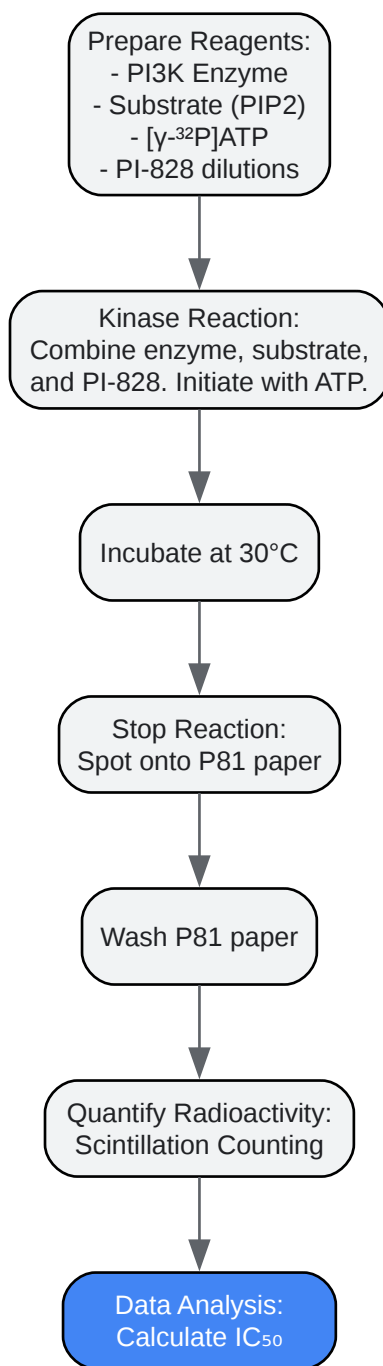 Prepare Reagents:
- PI3K Enzyme
- Substrate (PIP2)
- [γ-³²P]ATP
- PI-828 dilutions
Kinase Reaction:
Combine enzyme, substrate,
and PI-828. Initiate with ATP.
Incubate at 30°C
Stop Reaction:
Spot onto P81 paper
Wash P81 paper
Quantify Radioactivity:
Scintillation Counting
Data Analysis:
Calculate IC₅₀